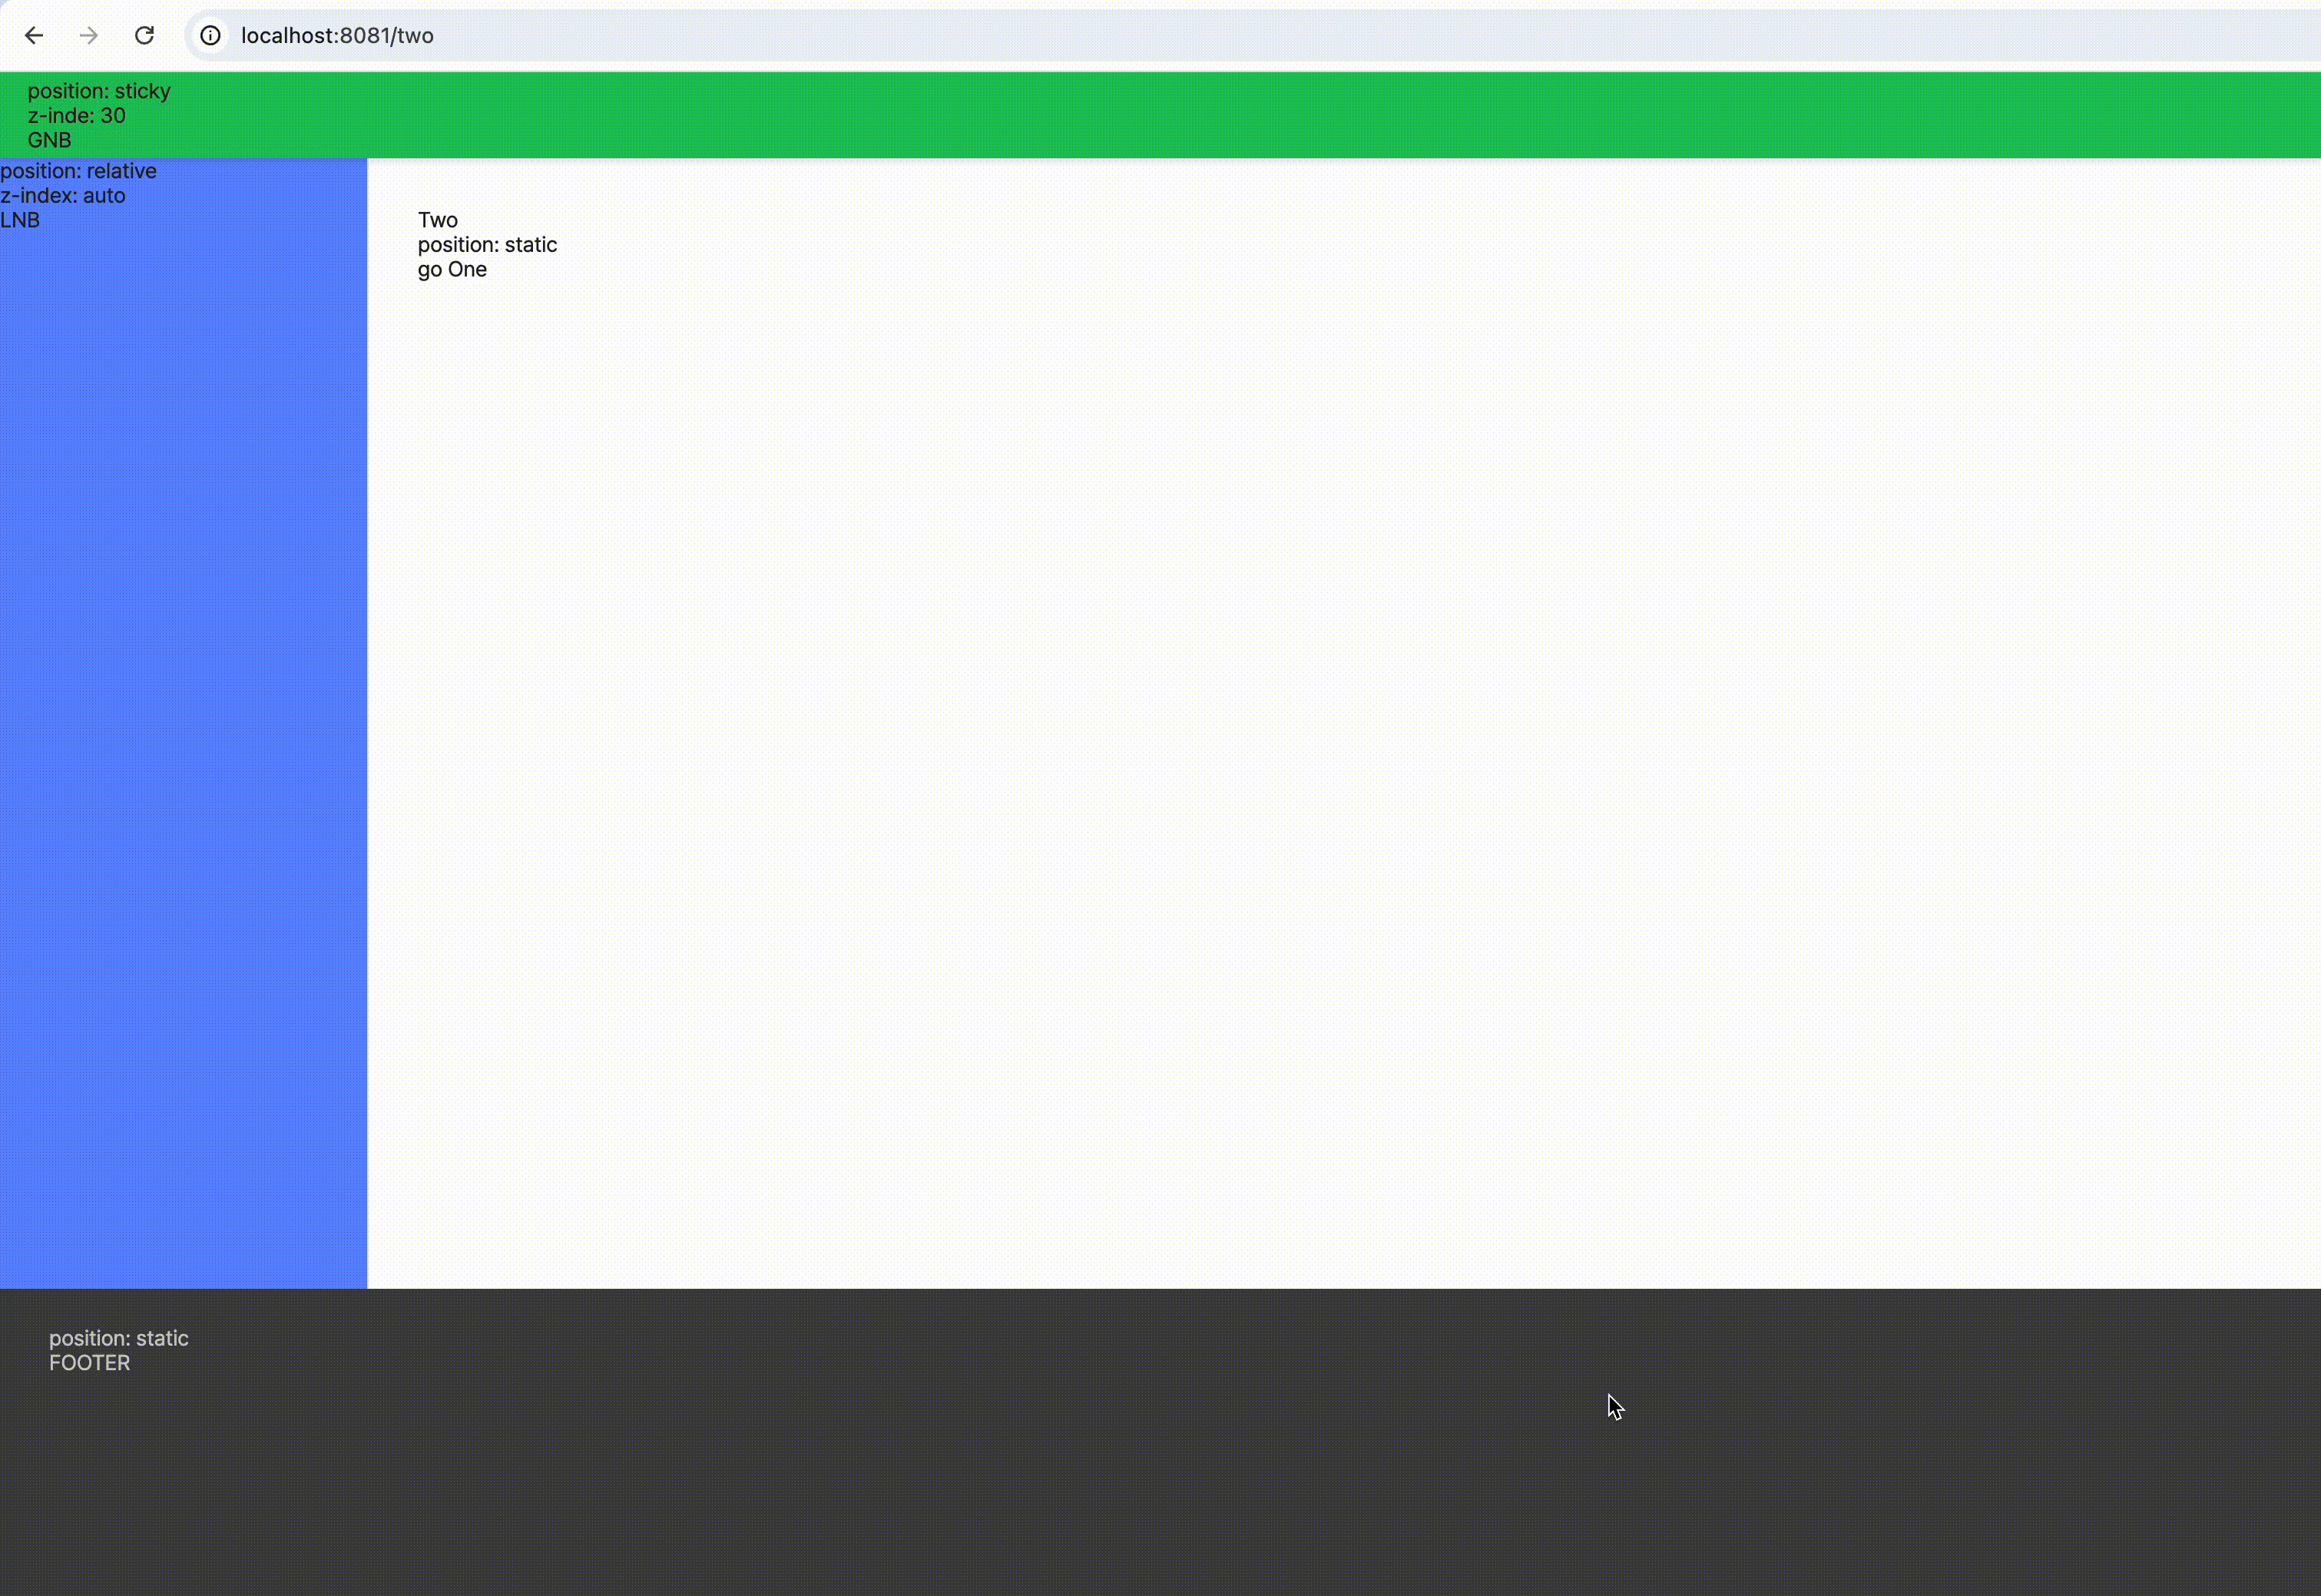 localhost:8081/two
position: sticky
z-inde: 30
GNB
position: relative
z-index: auto
LNB
Two
position: static
go One
position: static
FOOTER